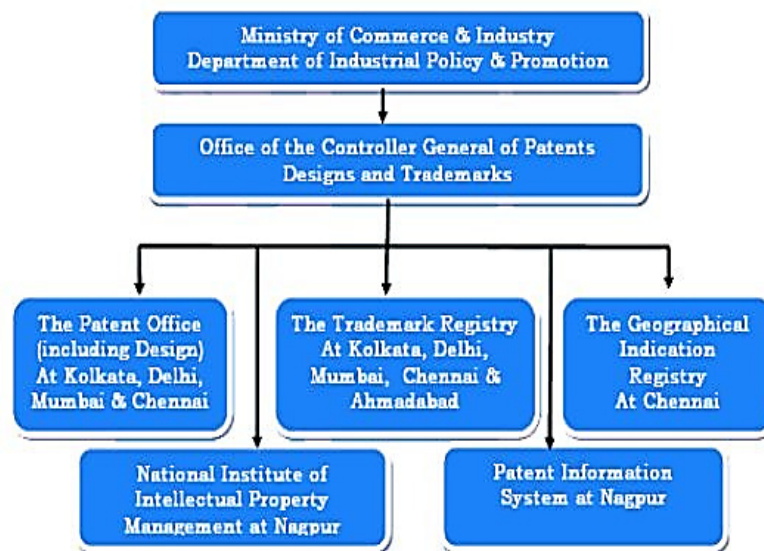 Ministry of Commerce & Industry
Department of Industrial Policy & Promotion
Office of the Controller General of Patents
Designs and Trademarks
The Patent Office
(including Design)
At Kolkata, Delhi,
Mumbai & Chennai
The Trademark Registry
At Kolkata, Delhi,
Mumbai, Chennai &
Ahmadabad
The Geographical
Indication
Registry
At Chennai
National Institute of
Intellectual Property
Management at Nagpur
Patent Information
System at Nagpur